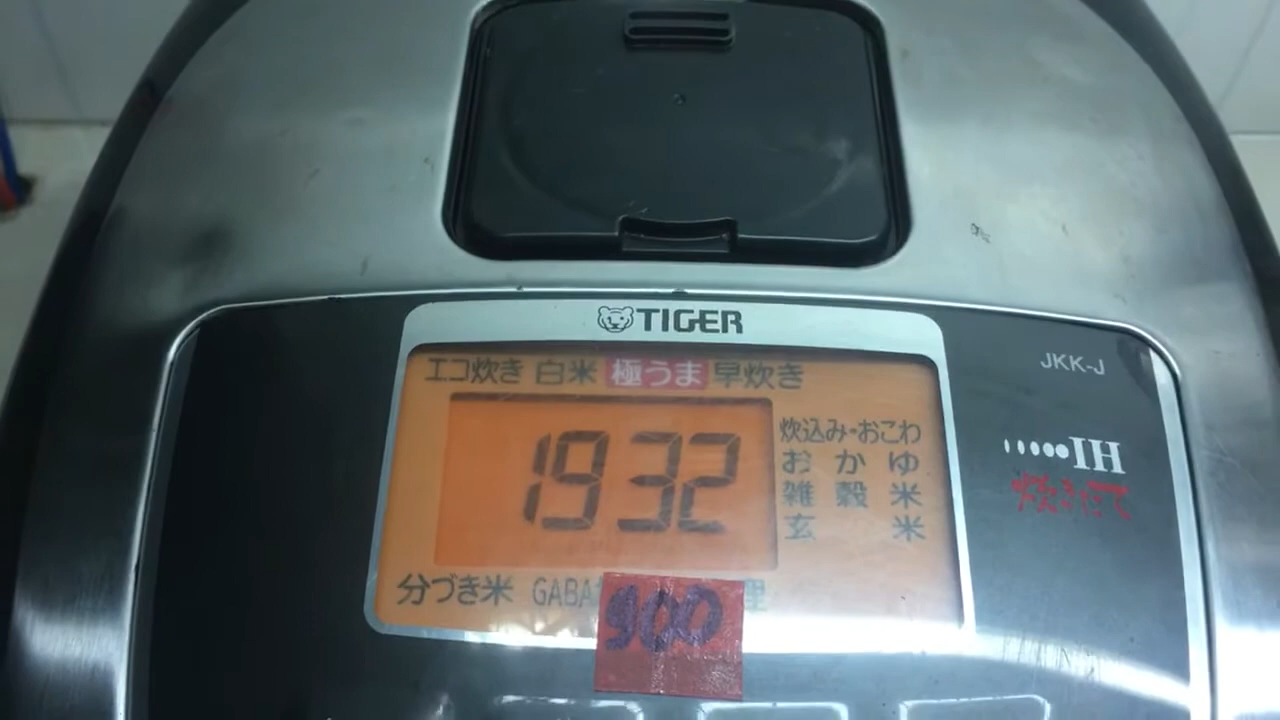 TIGER
JKK-J
エコ炊き 白米 極うま 早炊き
1932
炊込み・おこわ
おかゆ
雑穀米
玄米
IH
炊きたて
分づき米 GABA 理
900